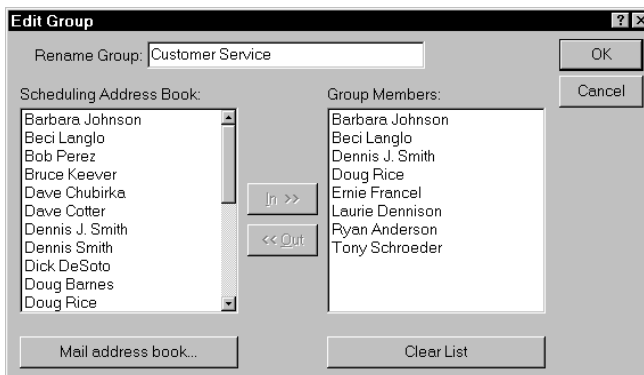 Edit Group
Rename Group: Customer Service
OK
Cancel
Scheduling Address Book:
Barbara Johnson
Beci Langlo
Bob Perez
Bruce Keever
Dave Chubirka
Dave Cotter
Dennis J. Smith
Dennis Smith
Dick DeSoto
Doug Barnes
Doug Rice
In >>
<< Out
Group Members:
Barbara Johnson
Beci Langlo
Dennis J. Smith
Doug Rice
Ernie Francel
Laurie Dennison
Ryan Anderson
Tony Schroeder
Mail address book...
Clear List